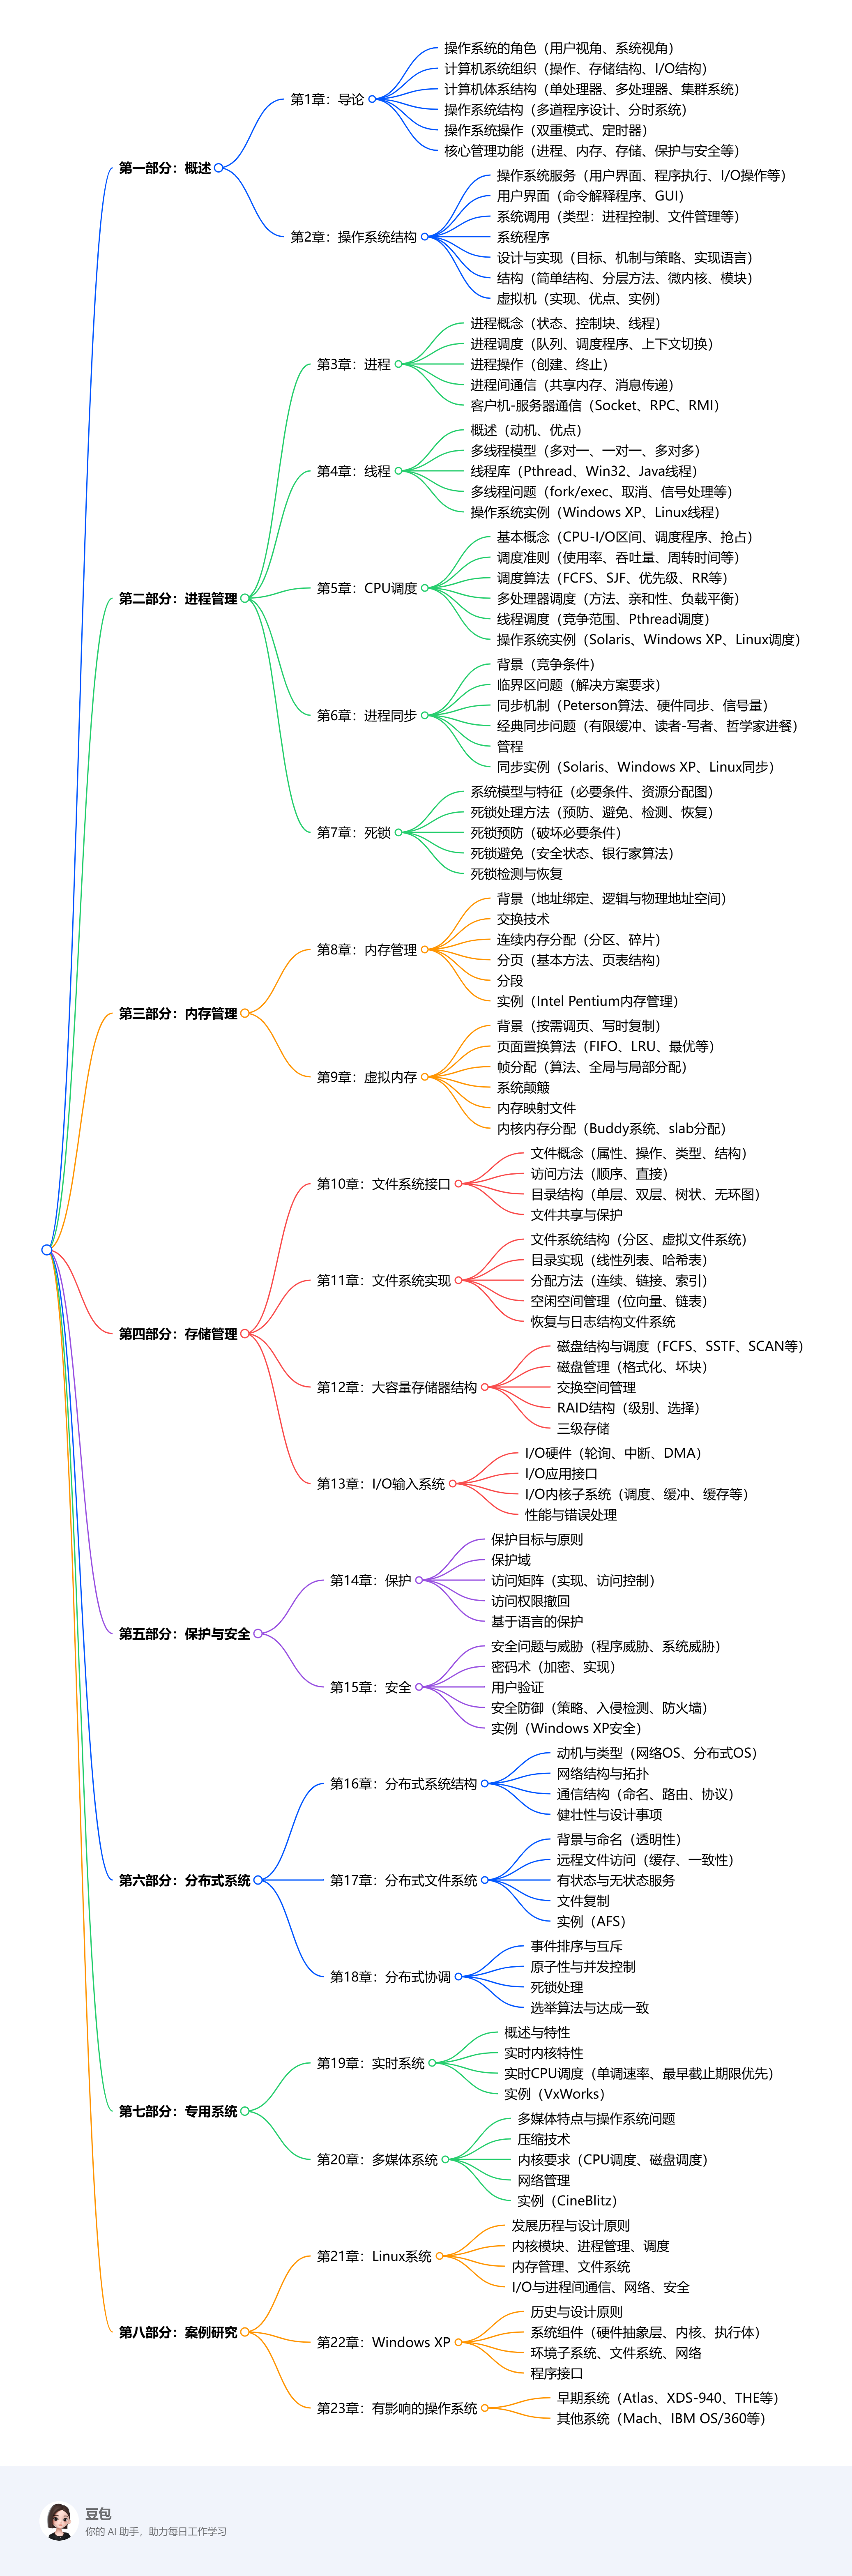 第一部分：概述
第1章：导论
操作系统的角色（用户视角、系统视角）
计算机系统组织（操作、存储结构、I/O结构）
计算机体系结构（单处理器、多处理器、集群系统）
操作系统结构（多道程序设计、分时系统）
操作系统操作（双重模式、定时器）
核心管理功能（进程、内存、存储、保护与安全等）
第2章：操作系统结构
操作系统服务（用户界面、程序执行、I/O操作等）
用户界面（命令解释程序、GUI）
系统调用（类型：进程控制、文件管理等）
系统程序
设计与实现（目标、机制与策略、实现语言）
结构（简单结构、分层方法、微内核、模块）
虚拟机（实现、优点、实例）
第二部分：进程管理
第3章：进程
进程概念（状态、控制块、线程）
进程调度（队列、调度程序、上下文切换）
进程操作（创建、终止）
进程间通信（共享内存、消息传递）
客户机-服务器通信（Socket、RPC、RMI）
第4章：线程
概述（动机、优点）
多线程模型（多对一、一对一、多对多）
线程库（Pthread、Win32、Java线程）
多线程问题（fork/exec、取消、信号处理等）
操作系统实例（Windows XP、Linux线程）
第5章：CPU调度
基本概念（CPU-I/O区间、调度程序、抢占）
调度准则（使用率、吞吐量、周转时间等）
调度算法（FCFS、SJF、优先级、RR等）
多处理器调度（方法、亲和性、负载平衡）
线程调度（竞争范围、Pthread调度）
操作系统实例（Solaris、Windows XP、Linux调度）
第6章：进程同步
背景（竞争条件）
临界区问题（解决方案要求）
同步机制（Peterson算法、硬件同步、信号量）
经典同步问题（有限缓冲、读者-写者、哲学家进餐）
管程
同步实例（Solaris、Windows XP、Linux同步）
第7章：死锁
系统模型与特征（必要条件、资源分配图）
死锁处理方法（预防、避免、检测、恢复）
死锁预防（破坏必要条件）
死锁避免（安全状态、银行家算法）
死锁检测与恢复
第三部分：内存管理
第8章：内存管理
背景（地址绑定、逻辑与物理地址空间）
交换技术
连续内存分配（分区、碎片）
分页（基本方法、页表结构）
分段
实例（Intel Pentium内存管理）
第9章：虚拟内存
背景（按需调页、写时复制）
页面置换算法（FIFO、LRU、最优等）
帧分配（算法、全局与局部分配）
系统颠簸
内存映射文件
内核内存分配（Buddy系统、slab分配）
第四部分：存储管理
第10章：文件系统接口
文件概念（属性、操作、类型、结构）
访问方法（顺序、直接）
目录结构（单层、双层、树状、无环图）
文件共享与保护
第11章：文件系统实现
文件系统结构（分区、虚拟文件系统）
目录实现（线性列表、哈希表）
分配方法（连续、链接、索引）
空闲空间管理（位向量、链表）
恢复与日志结构文件系统
第12章：大容量存储器结构
磁盘结构与调度（FCFS、SSTF、SCAN等）
磁盘管理（格式化、坏块）
交换空间管理
RAID结构（级别、选择）
三级存储
第13章：I/O输入系统
I/O硬件（轮询、中断、DMA）
I/O应用接口
I/O内核子系统（调度、缓冲、缓存等）
性能与错误处理
第五部分：保护与安全
第14章：保护
保护目标与原则
保护域
访问矩阵（实现、访问控制）
访问权限撤回
基于语言的保护
第15章：安全
安全问题与威胁（程序威胁、系统威胁）
密码术（加密、实现）
用户验证
安全防御（策略、入侵检测、防火墙）
实例（Windows XP安全）
第六部分：分布式系统
第16章：分布式系统结构
动机与类型（网络OS、分布式OS）
网络结构与拓扑
通信结构（命名、路由、协议）
健壮性与设计事项
第17章：分布式文件系统
背景与命名（透明性）
远程文件访问（缓存、一致性）
有状态与无状态服务
文件复制
实例（AFS）
第18章：分布式协调
事件排序与互斥
原子性与并发控制
死锁处理
选举算法与达成一致
第七部分：专用系统
第19章：实时系统
概述与特性
实时内核特性
实时CPU调度（单调速率、最早截止期限优先）
实例（VxWorks）
第20章：多媒体系统
多媒体特点与操作系统问题
压缩技术
内核要求（CPU调度、磁盘调度）
网络管理
实例（CineBlitz）
第八部分：案例研究
第21章：Linux系统
发展历程与设计原则
内核模块、进程管理、调度
内存管理、文件系统
I/O与进程间通信、网络、安全
第22章：Windows XP
历史与设计原则
系统组件（硬件抽象层、内核、执行体）
环境子系统、文件系统、网络
程序接口
第23章：有影响的操作系统
早期系统（Atlas、XDS-940、THE等）
其他系统（Mach、IBM OS/360等）
豆包
你的 AI 助手，助力每日工作学习